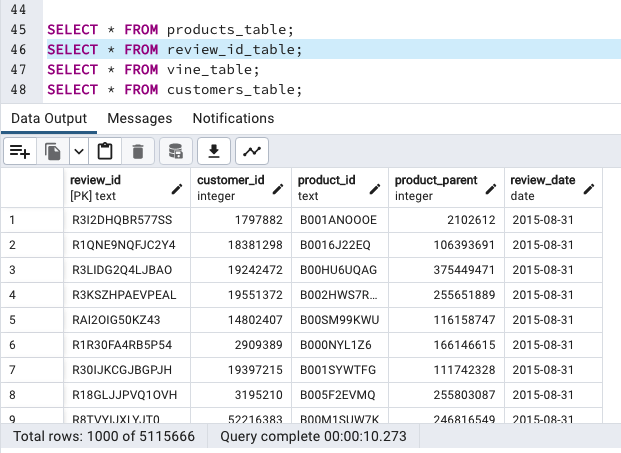 44
45 SELECT * FROM products_table;
46 SELECT * FROM review_id_table;
47 SELECT * FROM vine_table;
48 SELECT * FROM customers_table;
Data Output Messages Notifications
review_id customer_id product_id product_parent review_date
[PK] text integer text integer date
1 R3I2DHQBR577SS 1797882 B001ANOOOE 2102612 2015-08-31
2 R1QNE9NQFJC2Y4 18381298 B0016J22EQ 106393691 2015-08-31
3 R3LIDG2Q4LJBAO 19242472 B00HU6UQAG 375449471 2015-08-31
4 R3KSZHPAEVPEAL 19551372 B002HWS7R... 255651889 2015-08-31
5 RAI2OIG50KZ43 14802407 B00SM99KWU 116158747 2015-08-31
6 R1R30FA4RB5P54 2909389 B000NYL1Z6 166146615 2015-08-31
7 R30IJKCGJBGPJH 19397215 B001SYWTFG 111742328 2015-08-31
8 R18GLJJPVQ1OVH 3195210 B005F2EVMQ 255803087 2015-08-31
9 R8TVYIJXLYJT0 52216383 B00M1SUW7K 246816549 2015-08-31
Total rows: 1000 of 5115666 Query complete 00:00:10.273